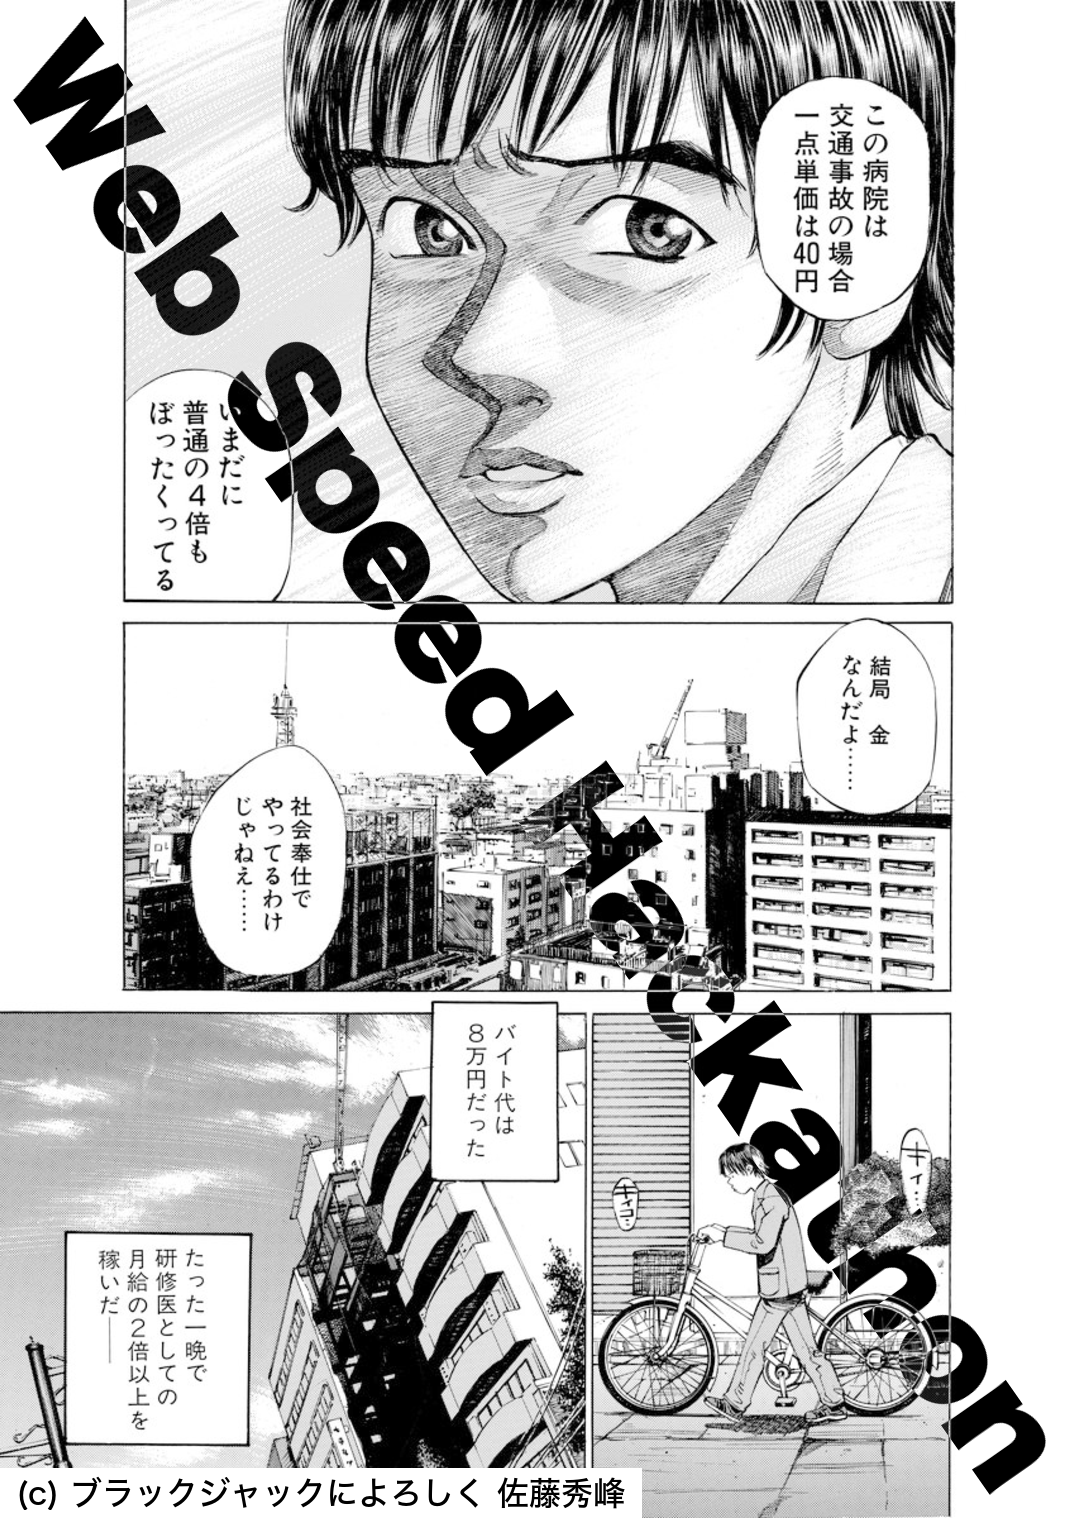 この病院は
交通事故の場合
一点単価は40円
いまだに
普通の4倍も
ぼったくってる
結局 金
なんだよ……
社会奉仕で
やってるわけ
じゃねえ……
キィ…
キィコ…
バイト代は
8万円だった
たった一晩で
研修医としての
月給の2倍以上を
稼いだ――
Web Speed Hackathon
(c) ブラックジャックによろしく 佐藤秀峰